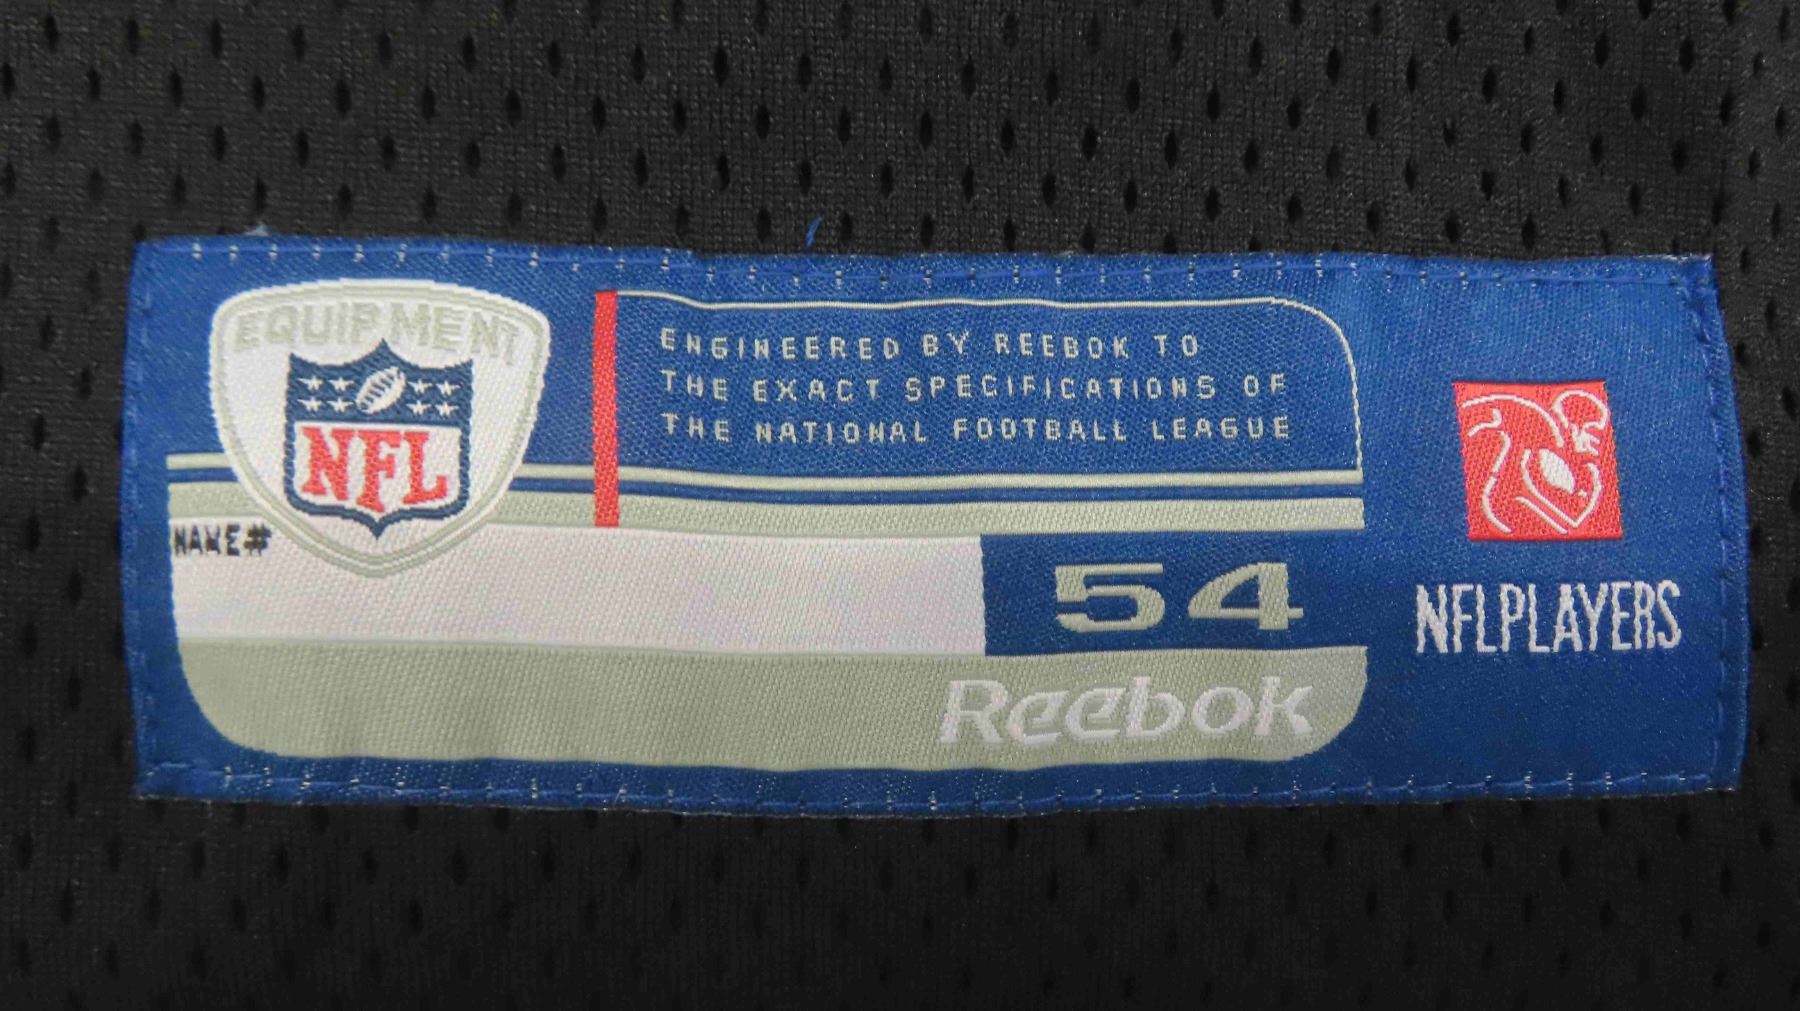 EQUIPMENT
NFL
ENGINEERED BY REEBOK TO
THE EXACT SPECIFICATIONS OF
THE NATIONAL FOOTBALL LEAGUE
NAME#
54
Reebok
NFLPLAYERS